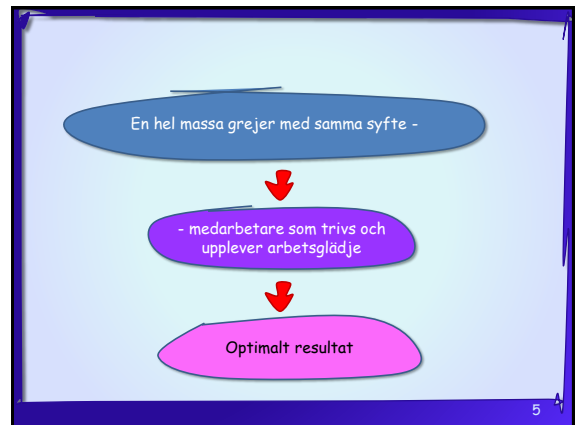 En hel massa grejer med samma syfte -
- medarbetare som trivs och
upplever arbetsglädje
Optimalt resultat
5